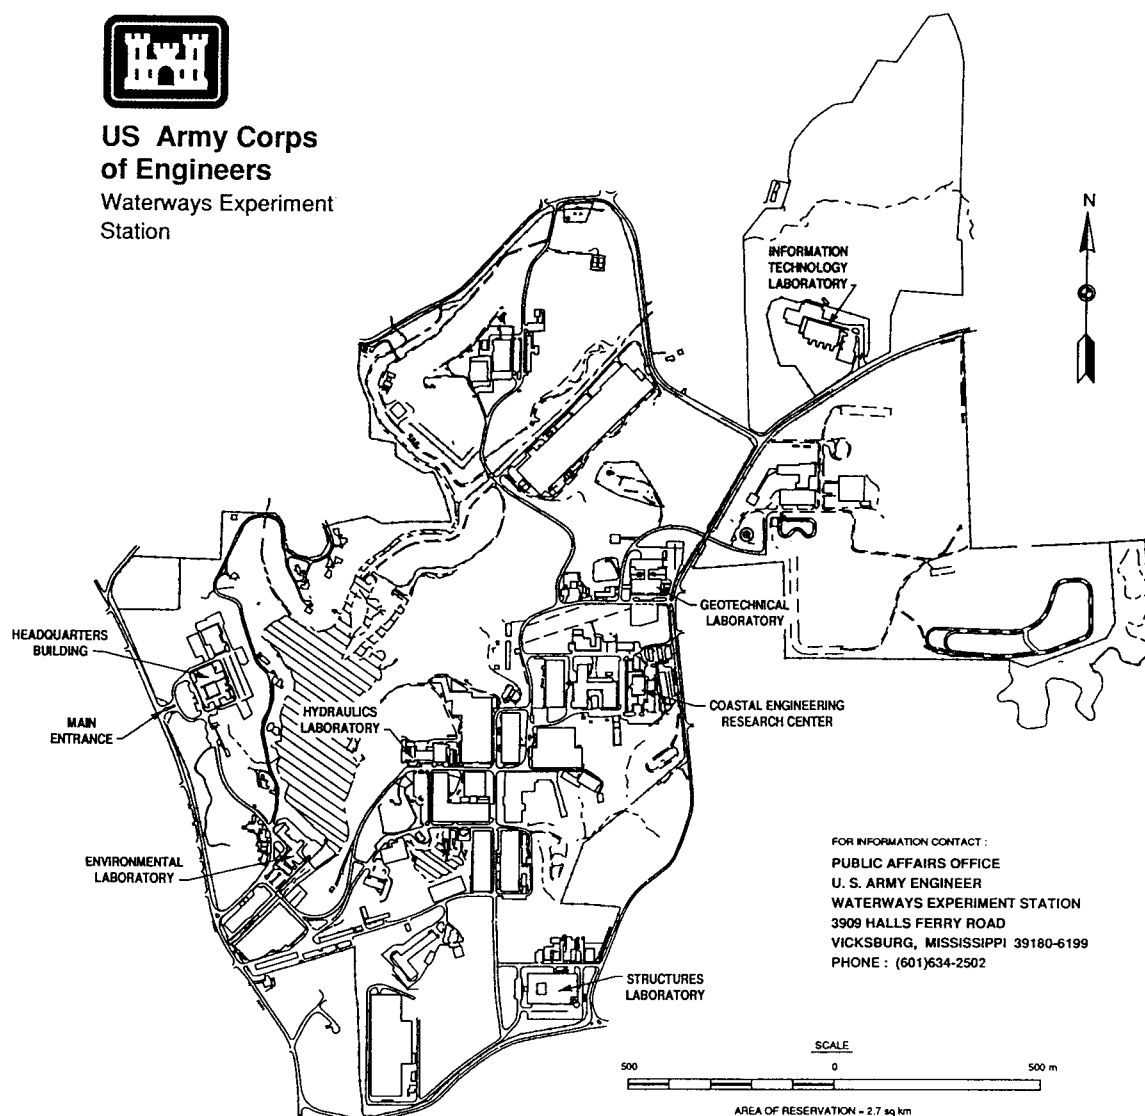 US Army Corps
of Engineers
Waterways Experiment
Station
N
INFORMATION
TECHNOLOGY
LABORATORY
GEOTECHNICAL
LABORATORY
HEADQUARTERS
BUILDING
MAIN
ENTRANCE
HYDRAULICS
LABORATORY
COASTAL ENGINEERING
RESEARCH CENTER
ENVIRONMENTAL
LABORATORY
STRUCTURES
LABORATORY
FOR INFORMATION CONTACT :
PUBLIC AFFAIRS OFFICE
U. S. ARMY ENGINEER
WATERWAYS EXPERIMENT STATION
3909 HALLS FERRY ROAD
VICKSBURG, MISSISSIPPI 39180-6199
PHONE : (601)634-2502
SCALE
500 0 500 m
AREA OF RESERVATION = 2.7 sq km